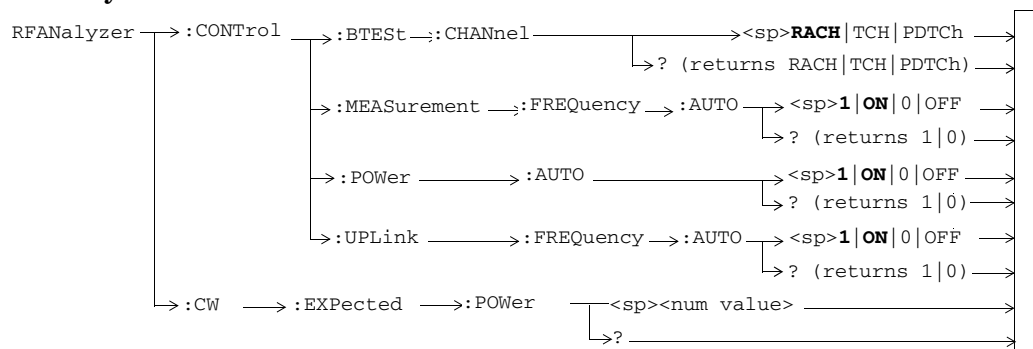 RFANalyzer :CONTrol :BTESt :CHANnel <sp>RACH|TCH|PDTCh
? (returns RACH|TCH|PDTCh)
:MEASurement :FREQuency :AUTO <sp>1|ON|0|OFF
? (returns 1|0)
:POWer :AUTO <sp>1|ON|0|OFF
? (returns 1|0)
:UPLink :FREQuency :AUTO <sp>1|ON|0|OFF
? (returns 1|0)
:CW :EXPected :POWer <sp><num value>
?